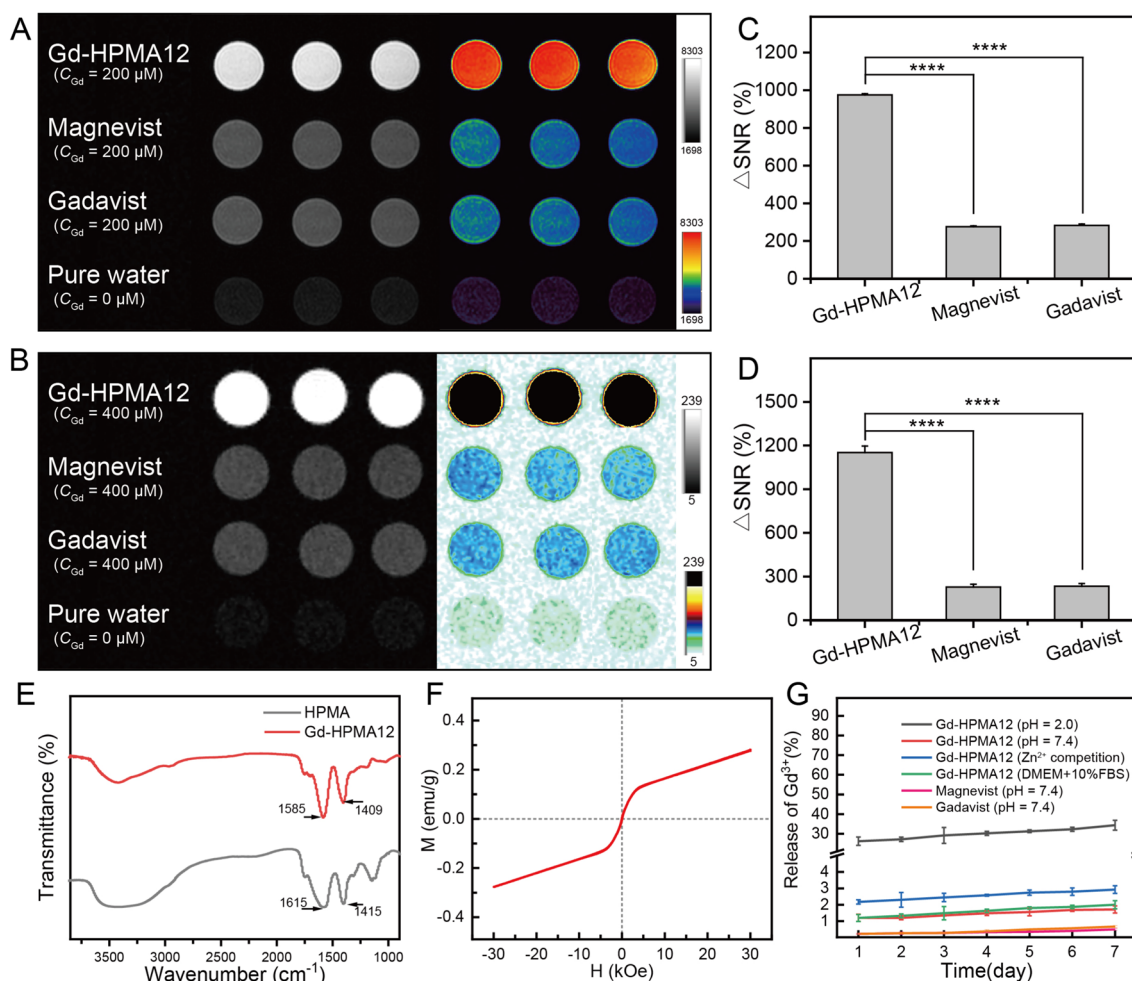 A
Gd-HPMA12
(CGd = 200 μM)
Magnevist
(CGd = 200 μM)
Gadavist
(CGd = 200 μM)
Pure water
(CGd = 0 μM)
8303
1698
8303
1698
B
Gd-HPMA12
(CGd = 400 μM)
Magnevist
(CGd = 400 μM)
Gadavist
(CGd = 400 μM)
Pure water
(CGd = 0 μM)
239
5
239
5
C
△SNR (%)
1200
1000
800
600
400
200
0
****
****
Gd-HPMA12
Magnevist
Gadavist
D
△SNR (%)
1500
1200
900
600
300
0
****
****
Gd-HPMA12
Magnevist
Gadavist
E
Transmittance (%)
HPMA
Gd-HPMA12
1585
1409
1615
1415
3500 3000 2500 2000 1500 1000
Wavenumber (cm⁻¹)
F
M (emu/g)
0.4
0.2
0.0
-0.2
-0.4
-30 -20 -10 0 10 20 30
H (kOe)
G
Release of Gd³⁺(%)
90
80
70
60
50
40
30
4
3
2
1
Gd-HPMA12 (pH = 2.0)
Gd-HPMA12 (pH = 7.4)
Gd-HPMA12 (Zn²⁺ competition)
Gd-HPMA12 (DMEM+10%FBS)
Magnevist (pH = 7.4)
Gadavist (pH = 7.4)
1 2 3 4 5 6 7
Time(day)